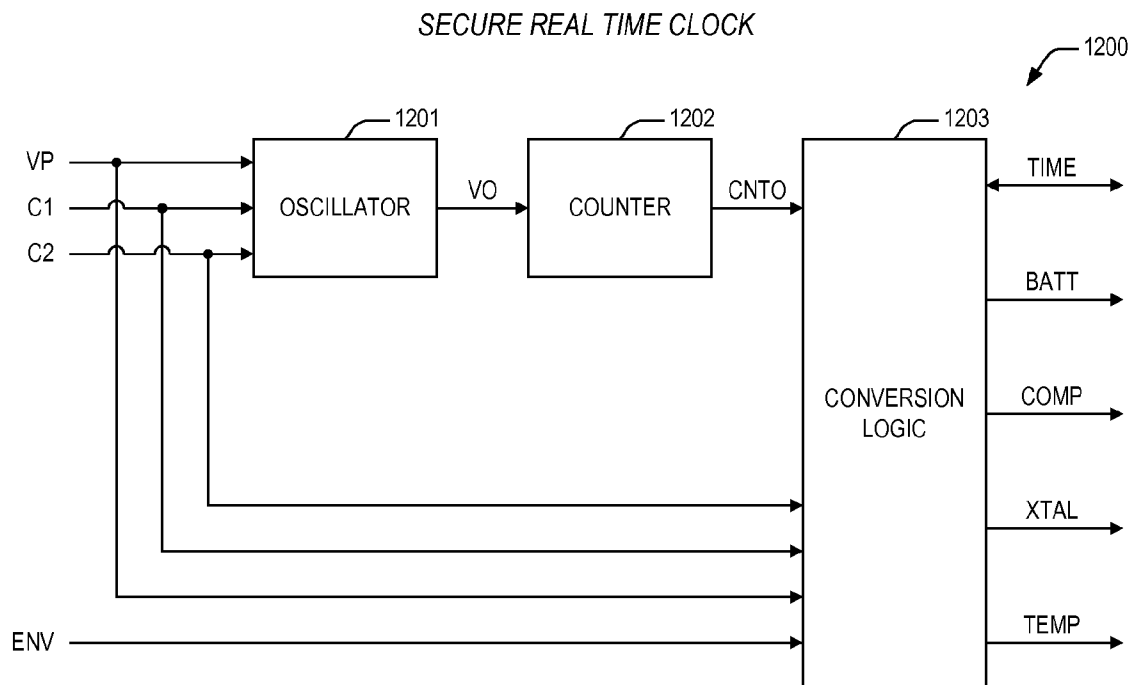 SECURE REAL TIME CLOCK
1200
1201
1202
1203
VP
C1
C2
OSCILLATOR
VO
COUNTER
CNTO
CONVERSION
LOGIC
TIME
BATT
COMP
XTAL
TEMP
ENV